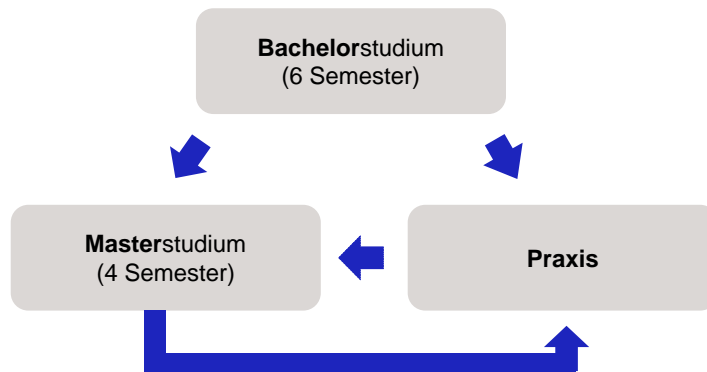 Bachelorstudium
(6 Semester)
Masterstudium
(4 Semester)
Praxis